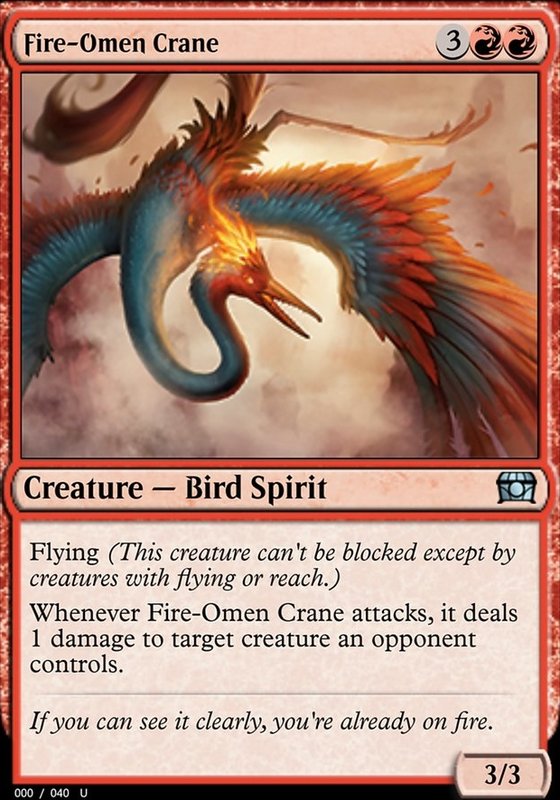 Fire-Omen Crane
3
Creature — Bird Spirit
Flying (This creature can't be blocked except by
creatures with flying or reach.)
Whenever Fire-Omen Crane attacks, it deals
1 damage to target creature an opponent
controls.
If you can see it clearly, you're already on fire.
3/3
000 / 040 U